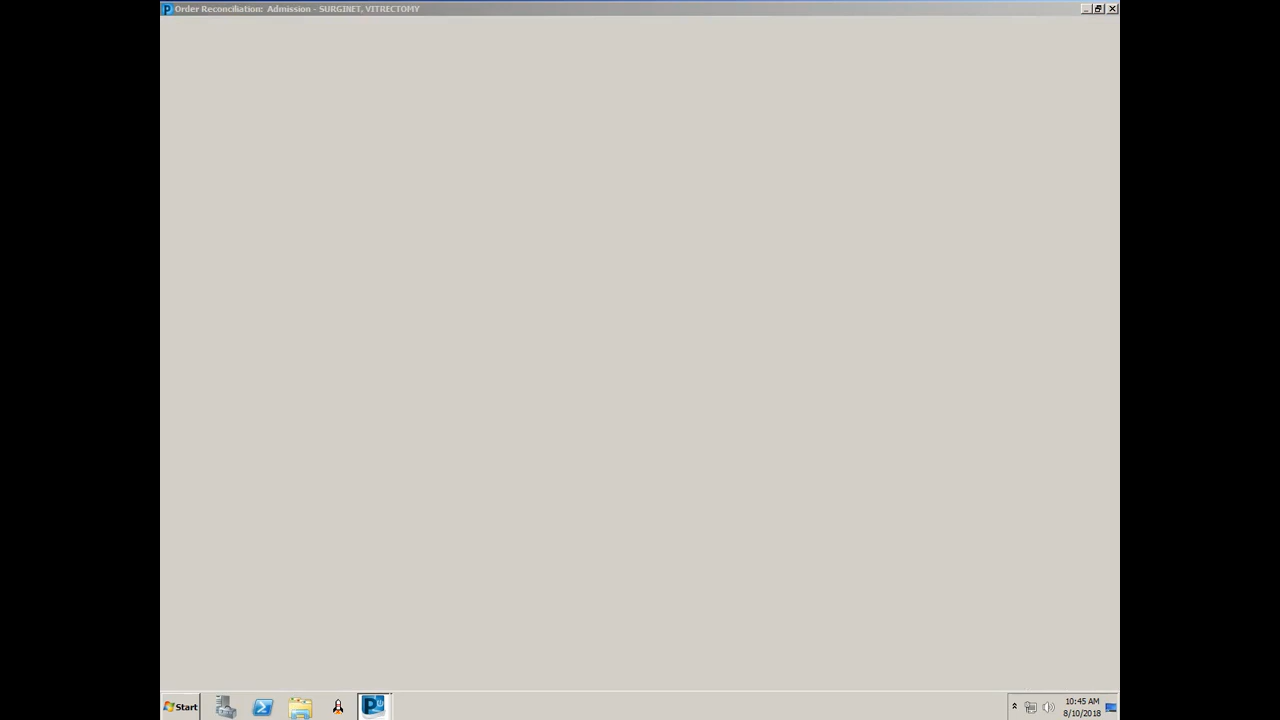 Order Reconciliation: Admission - SURGINET, VITRECTOMY
Start
10:45 AM
8/10/2018